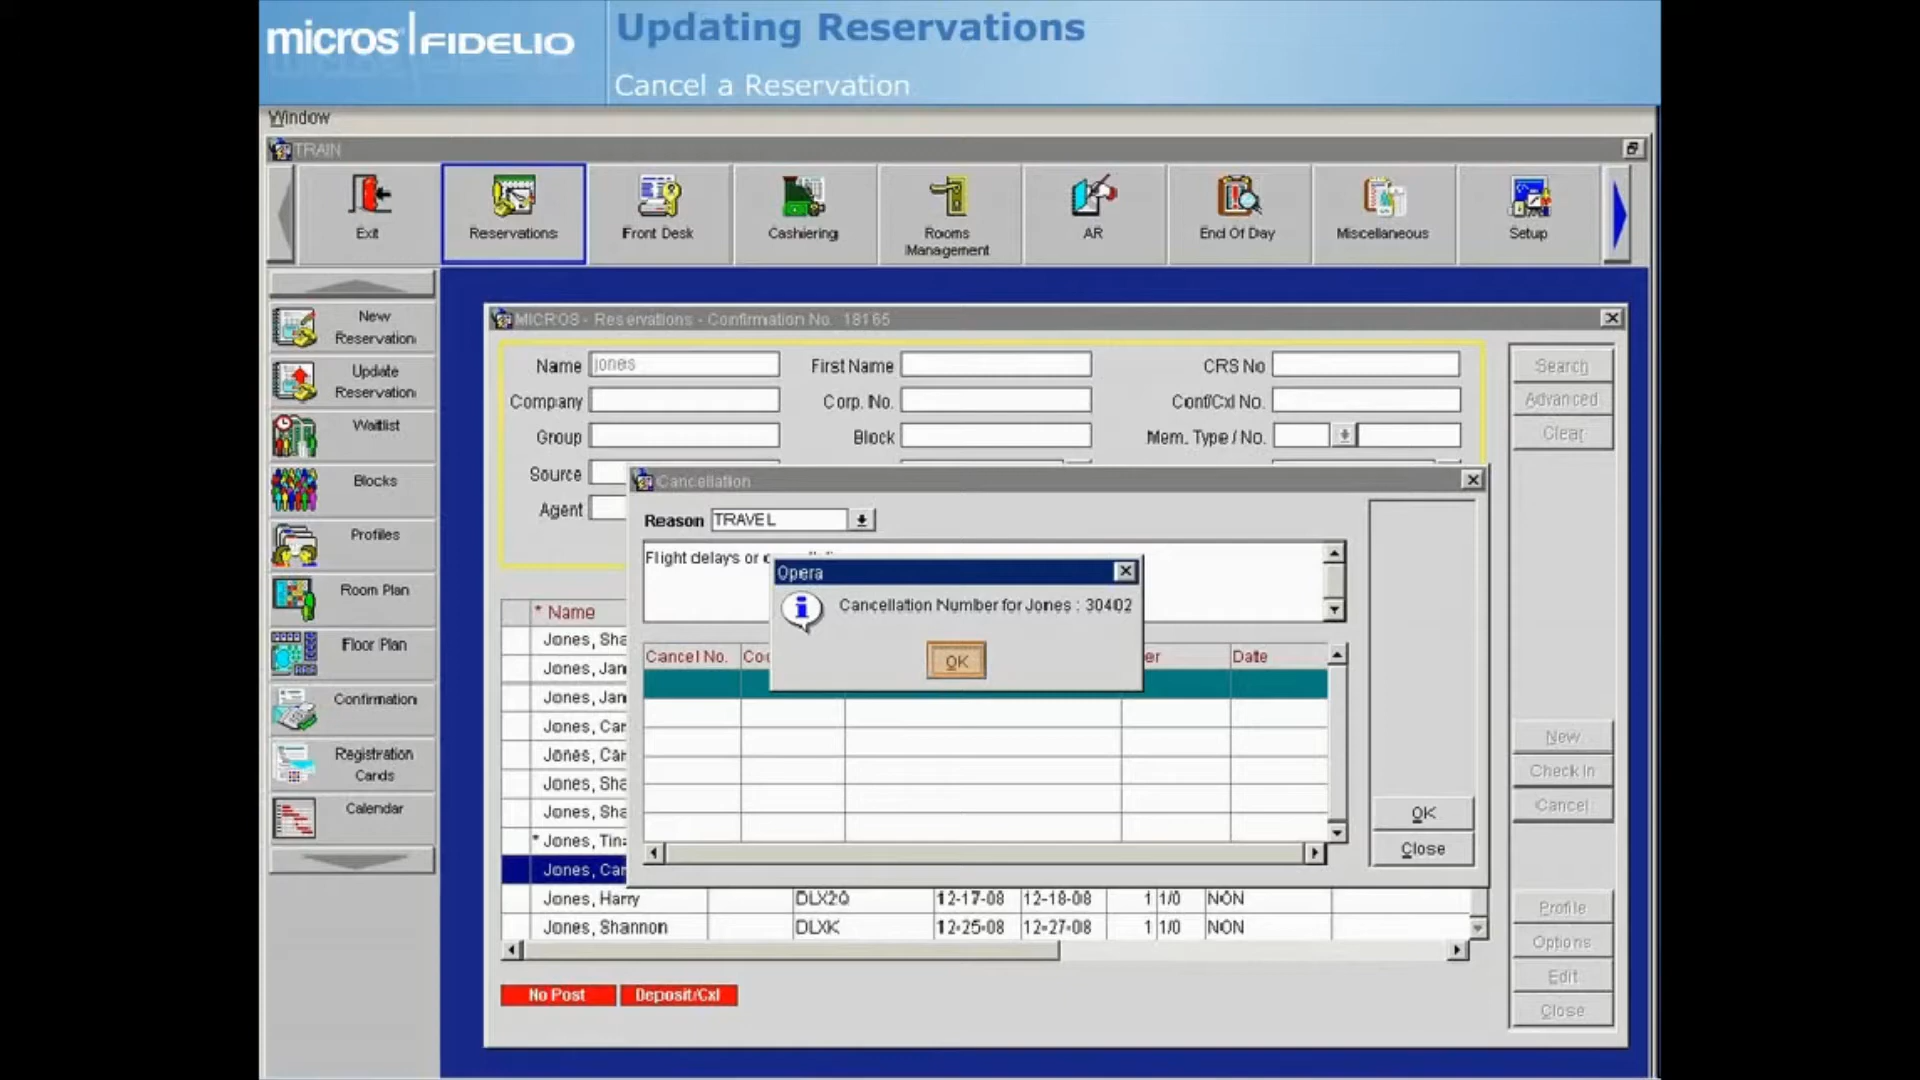 micros FIDELIO
Updating Reservations
Cancel a Reservation
Window
TRAIN
Exit
Reservations
Front Desk
Cashiering
Rooms
Management
AR
End Of Day
Miscellaneous
Setup
New
Reservation
Update
Reservation
Waitlist
Blocks
Profiles
Room Plan
Floor Plan
Confirmation
Registration
Cards
Calendar
MICROS - Reservations - Confirmation No. 18165
Name jones First Name CRS No
Company Corp. No. Conf/Cxl No.
Group Block Mem. Type / No.
Source
Agent
Search
Advanced
Clear
Cancellation
Reason TRAVEL
Flight delays or
Opera
Cancellation Number for Jones : 30402
OK
Cancel No. Date
OK
Close
* Name
Jones, Sha
Jones, Jan
Jones, Jan
Jones, Car
Jones, Car
Jones, Sha
Jones, Sha
* Jones, Tin
Jones, Car
Jones, Harry DLX2Q 12-17-08 12-18-08 1 1/0 NON
Jones, Shannon DLXK 12-25-08 12-27-08 1 1/0 NON
No Post Deposit/Cxl
New
Check In
Cancel
Profile
Options
Edit
Close